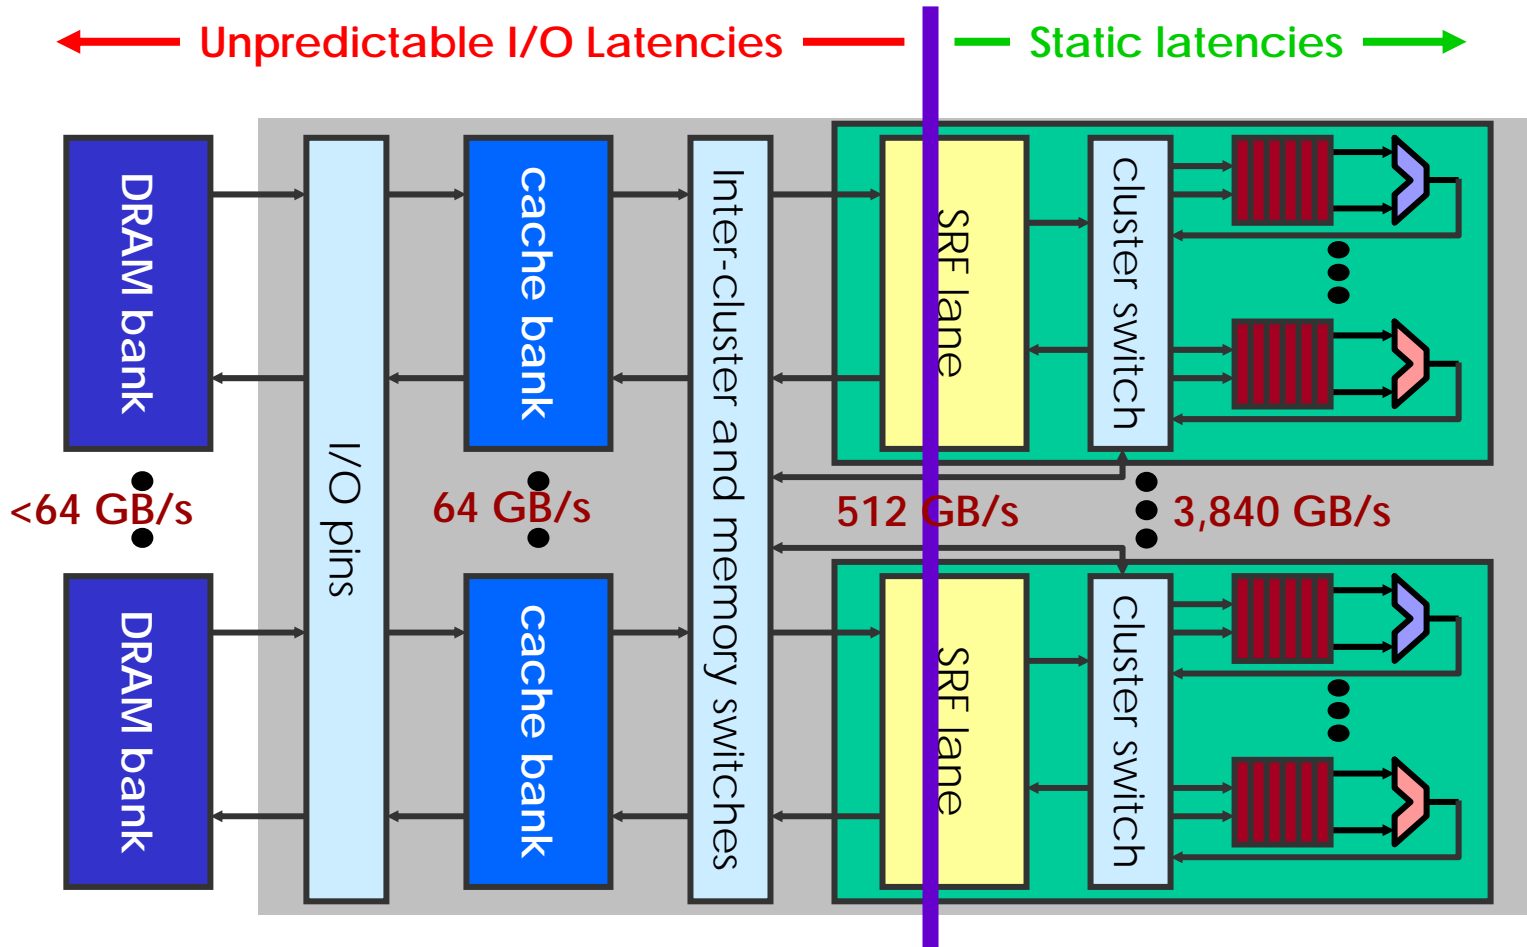 Unpredictable I/O Latencies
Static latencies
DRAM bank
I/O pins
cache bank
Inter-cluster and memory switches
SRF lane
cluster switch
<64 GB/s
64 GB/s
512 GB/s
3,840 GB/s
DRAM bank
cache bank
SRF lane
cluster switch